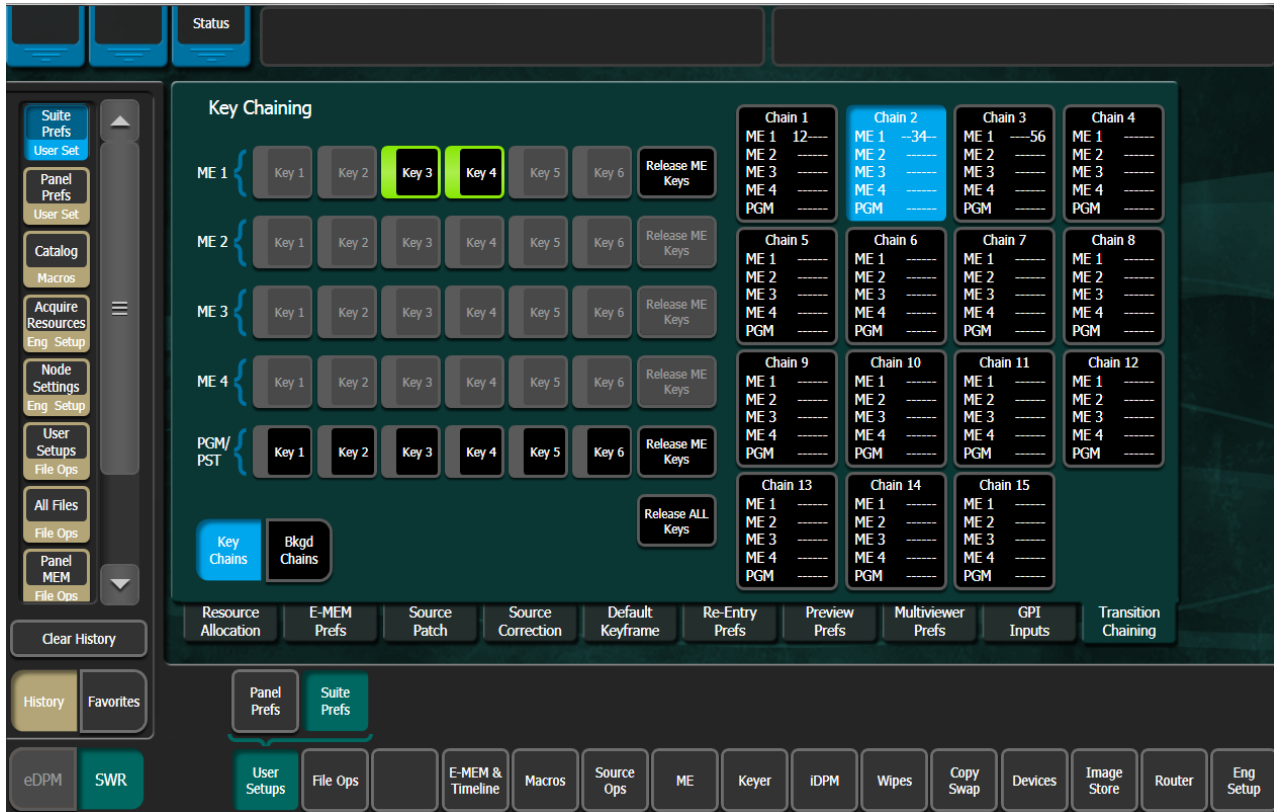 Status
Suite
Prefs
User Set
Panel
Prefs
User Set
Catalog
Macros
Acquire
Resources
Eng Setup
Node
Settings
Eng Setup
User
Setups
File Ops
All Files
File Ops
Panel
MEM
File Ops
Clear History
History
Favorites
eDPM
SWR
Key Chaining
ME 1
Key 1
Key 2
Key 3
Key 4
Key 5
Key 6
Release ME
Keys
ME 2
Key 1
Key 2
Key 3
Key 4
Key 5
Key 6
Release ME
Keys
ME 3
Key 1
Key 2
Key 3
Key 4
Key 5
Key 6
Release ME
Keys
ME 4
Key 1
Key 2
Key 3
Key 4
Key 5
Key 6
Release ME
Keys
PGM/
PST
Key 1
Key 2
Key 3
Key 4
Key 5
Key 6
Release ME
Keys
Release ALL
Keys
Key
Chains
Bkgd
Chains
Chain 1
ME 1 12----
ME 2 ------
ME 3 ------
ME 4 ------
PGM ------
Chain 2
ME 1 --34--
ME 2 ------
ME 3 ------
ME 4 ------
PGM ------
Chain 3
ME 1 ----56
ME 2 ------
ME 3 ------
ME 4 ------
PGM ------
Chain 4
ME 1 ------
ME 2 ------
ME 3 ------
ME 4 ------
PGM ------
Chain 5
ME 1 ------
ME 2 ------
ME 3 ------
ME 4 ------
PGM ------
Chain 6
ME 1 ------
ME 2 ------
ME 3 ------
ME 4 ------
PGM ------
Chain 7
ME 1 ------
ME 2 ------
ME 3 ------
ME 4 ------
PGM ------
Chain 8
ME 1 ------
ME 2 ------
ME 3 ------
ME 4 ------
PGM ------
Chain 9
ME 1 ------
ME 2 ------
ME 3 ------
ME 4 ------
PGM ------
Chain 10
ME 1 ------
ME 2 ------
ME 3 ------
ME 4 ------
PGM ------
Chain 11
ME 1 ------
ME 2 ------
ME 3 ------
ME 4 ------
PGM ------
Chain 12
ME 1 ------
ME 2 ------
ME 3 ------
ME 4 ------
PGM ------
Chain 13
ME 1 ------
ME 2 ------
ME 3 ------
ME 4 ------
PGM ------
Chain 14
ME 1 ------
ME 2 ------
ME 3 ------
ME 4 ------
PGM ------
Chain 15
ME 1 ------
ME 2 ------
ME 3 ------
ME 4 ------
PGM ------
Resource
Allocation
E-MEM
Prefs
Source
Patch
Source
Correction
Default
Keyframe
Re-Entry
Prefs
Preview
Prefs
Multiviewer
Prefs
GPI
Inputs
Transition
Chaining
Panel
Prefs
Suite
Prefs
User
Setups
File Ops
E-MEM &
Timeline
Macros
Source
Ops
ME
Keyer
iDPM
Wipes
Copy
Swap
Devices
Image
Store
Router
Eng
Setup